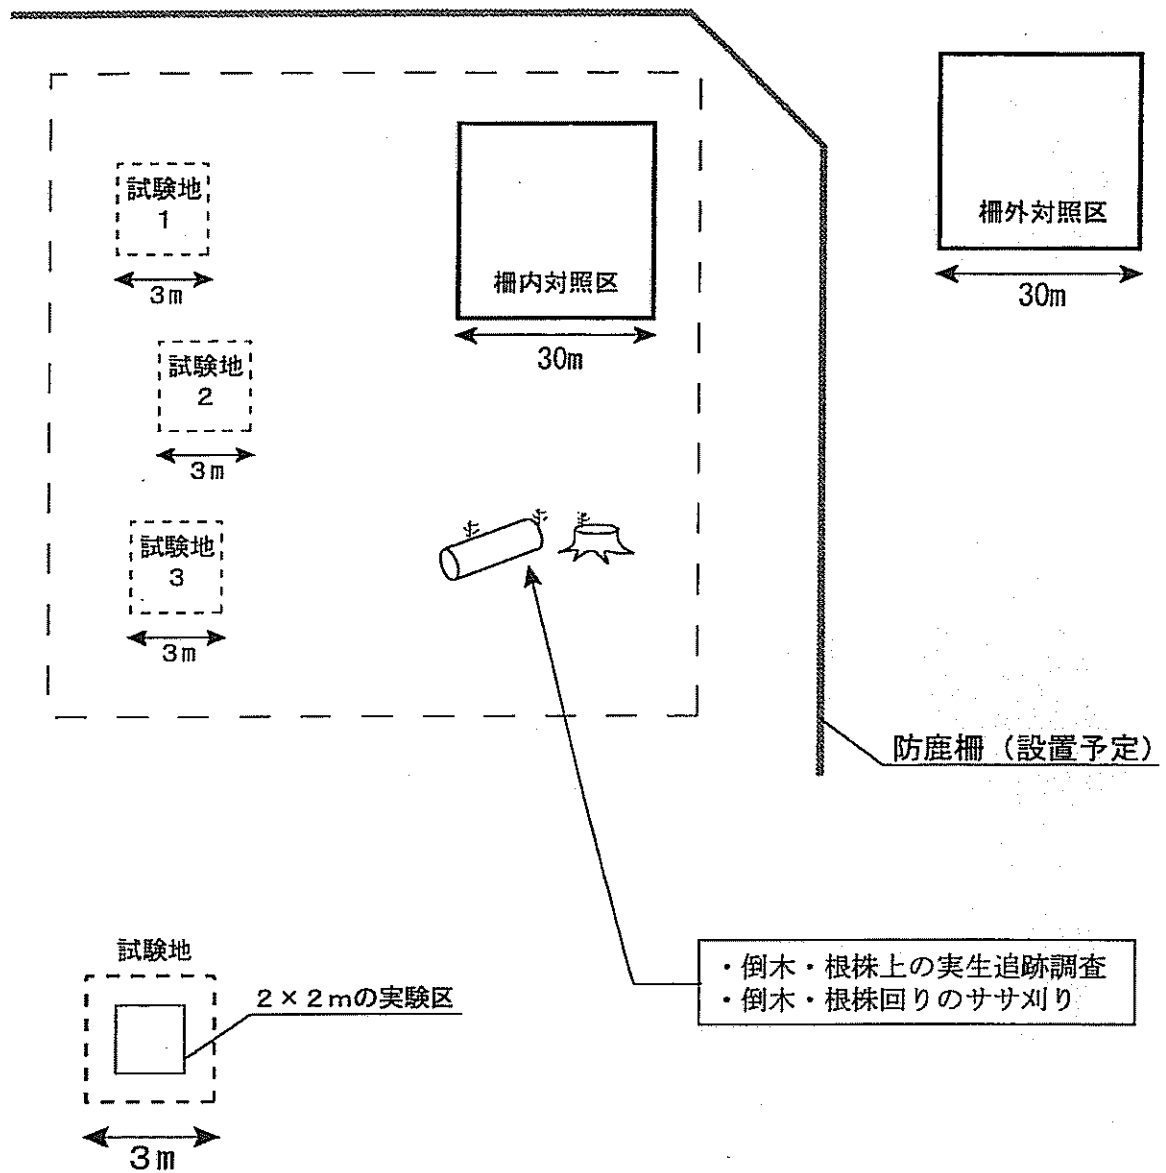 試験地
1
3m
試験地
2
3m
試験地
3
3m
柵内対照区
30m
柵外対照区
30m
防鹿柵（設置予定）
・倒木・根株上の実生追跡調査
・倒木・根株回りのササ刈り
試験地
2×2mの実験区
3m